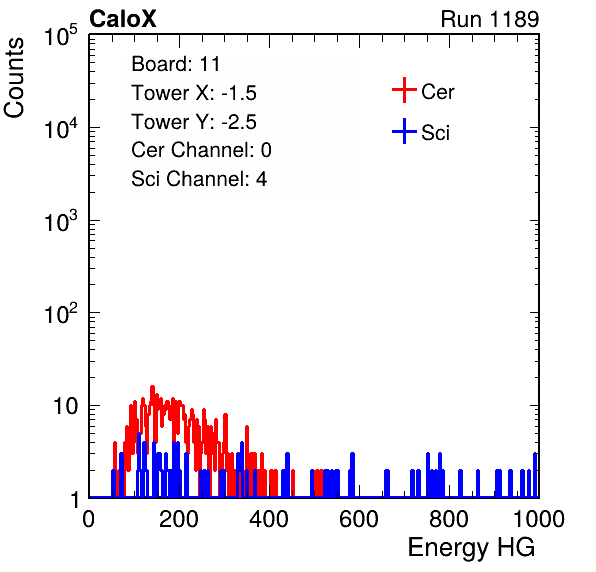 CaloX Run 1189
Counts
Board: 11
Tower X: -1.5
Tower Y: -2.5
Cer Channel: 0
Sci Channel: 4
Cer
Sci
10^5
10^4
10^3
10^2
10
1
0 200 400 600 800 1000
Energy HG